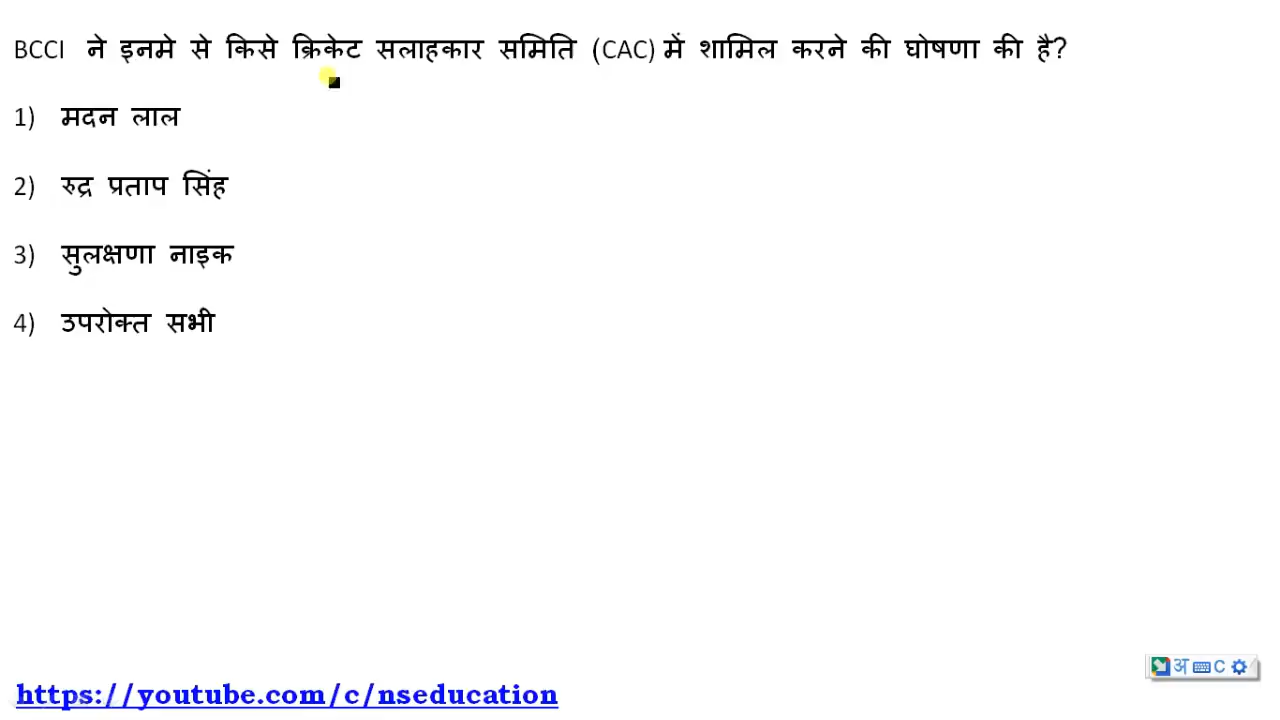 BCCI ने इनमे से किसे क्रिकेट सलाहकार समिति (CAC) में शामिल करने की घोषणा की है?
1) मदन लाल
2) रुद्र प्रताप सिंह
3) सुलक्षणा नाइक
4) उपरोक्त सभी
अ C
https://youtube.com/c/nseducation